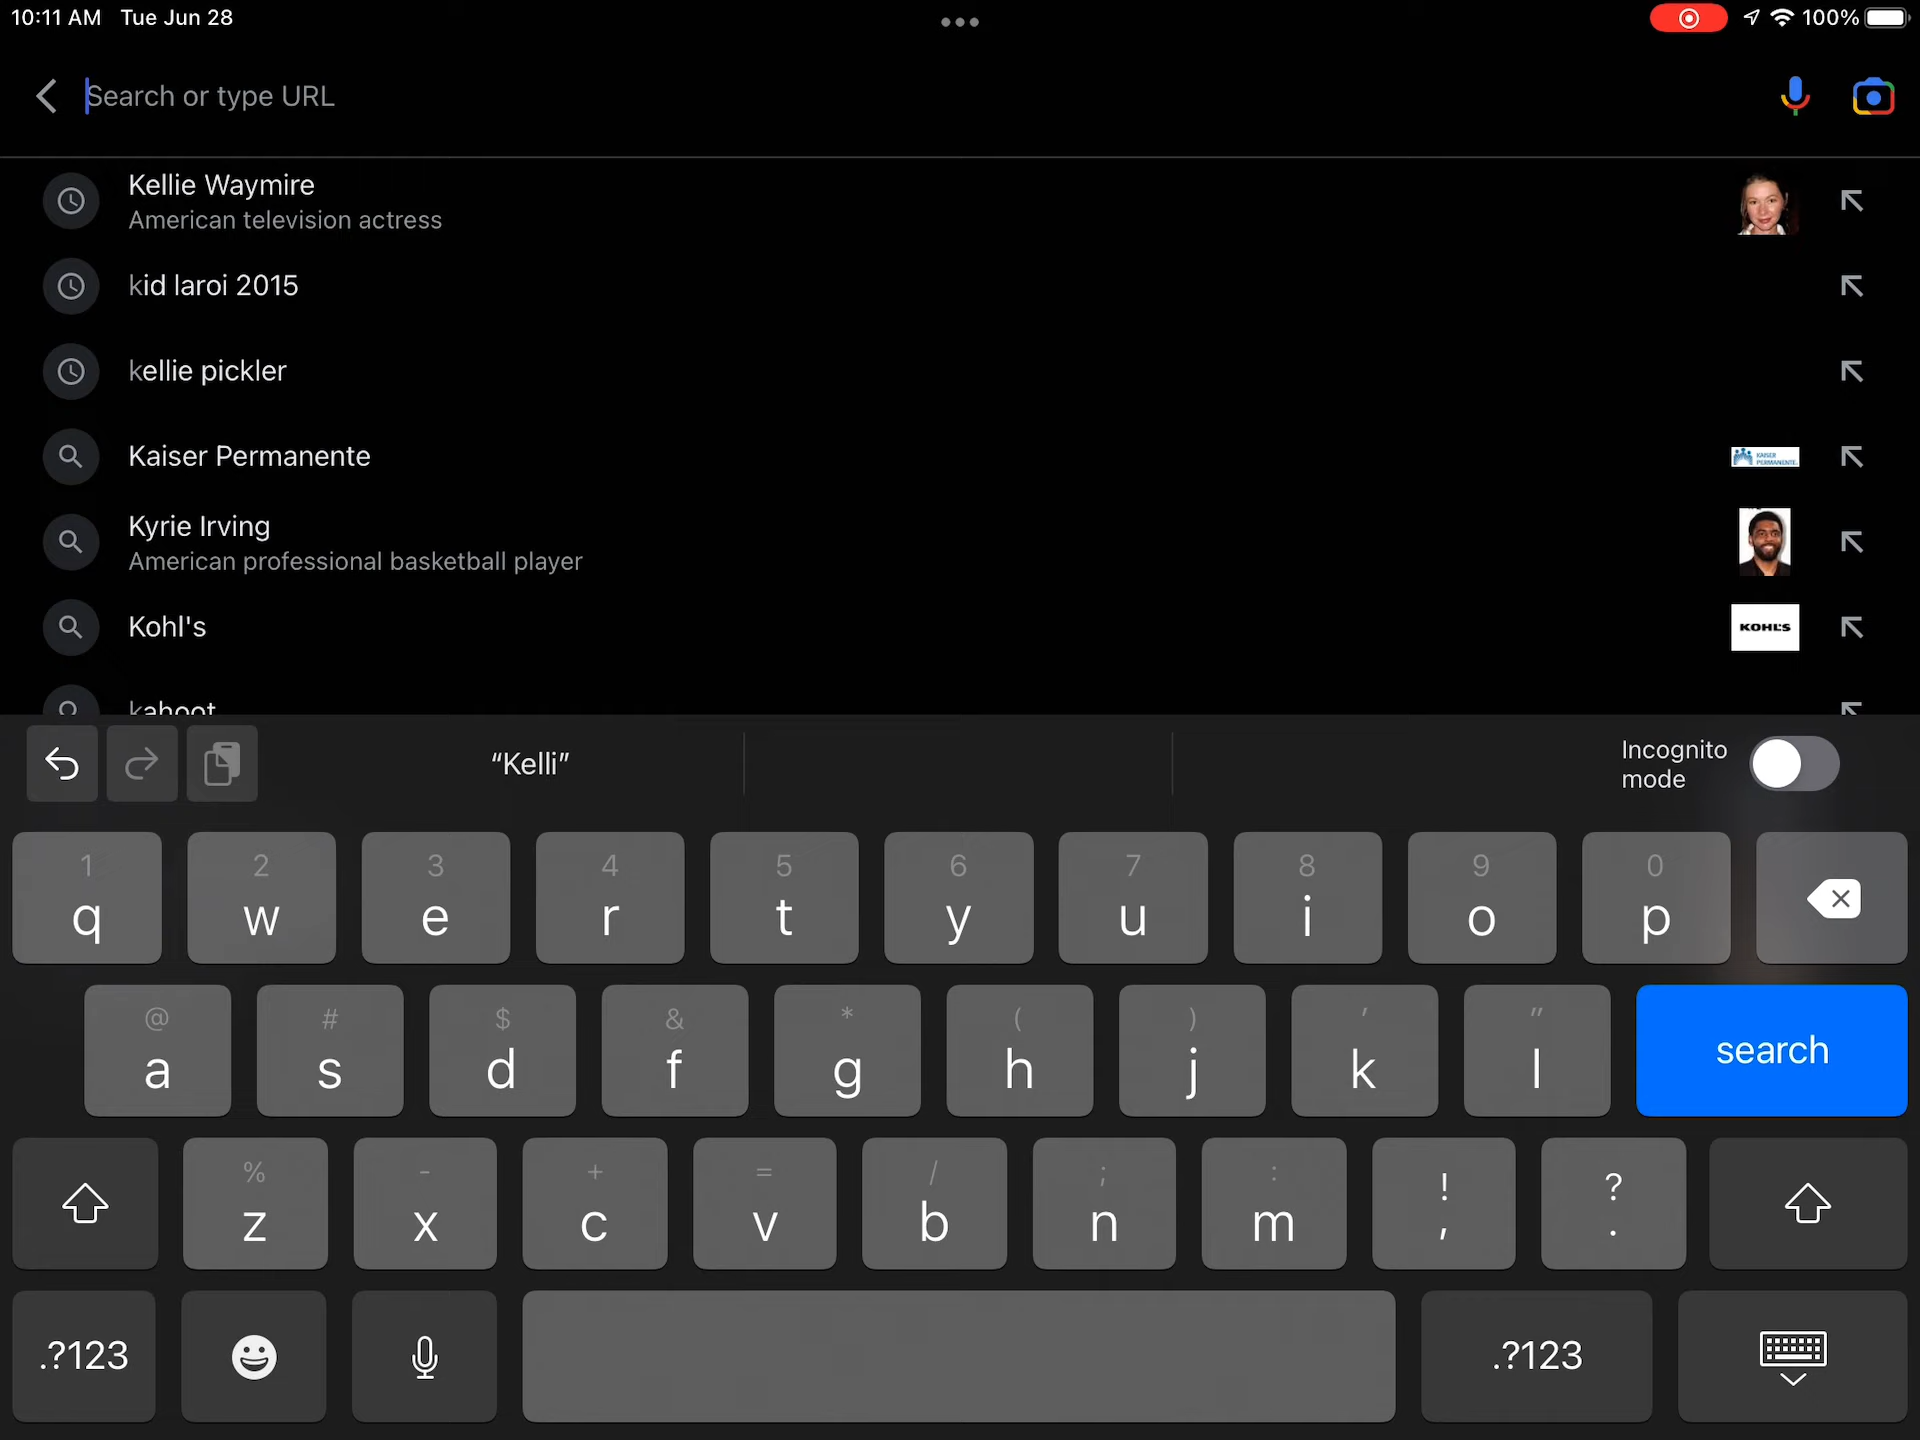 10:11 AM Tue Jun 28
100%
Search or type URL
Kellie Waymire
American television actress
kid laroi 2015
kellie pickler
Kaiser Permanente
KAISER PERMANENTE
Kyrie Irving
American professional basketball player
Kohl's
KOHL'S
kahoot
“Kelli”
Incognito
mode
1 2 3 4 5 6 7 8 9 0
q w e r t y u i o p
@ # $ & * ( ) ' "
a s d f g h j k l search
% - + = / ; : ! ?
z x c v b n m , .
.?123 .?123